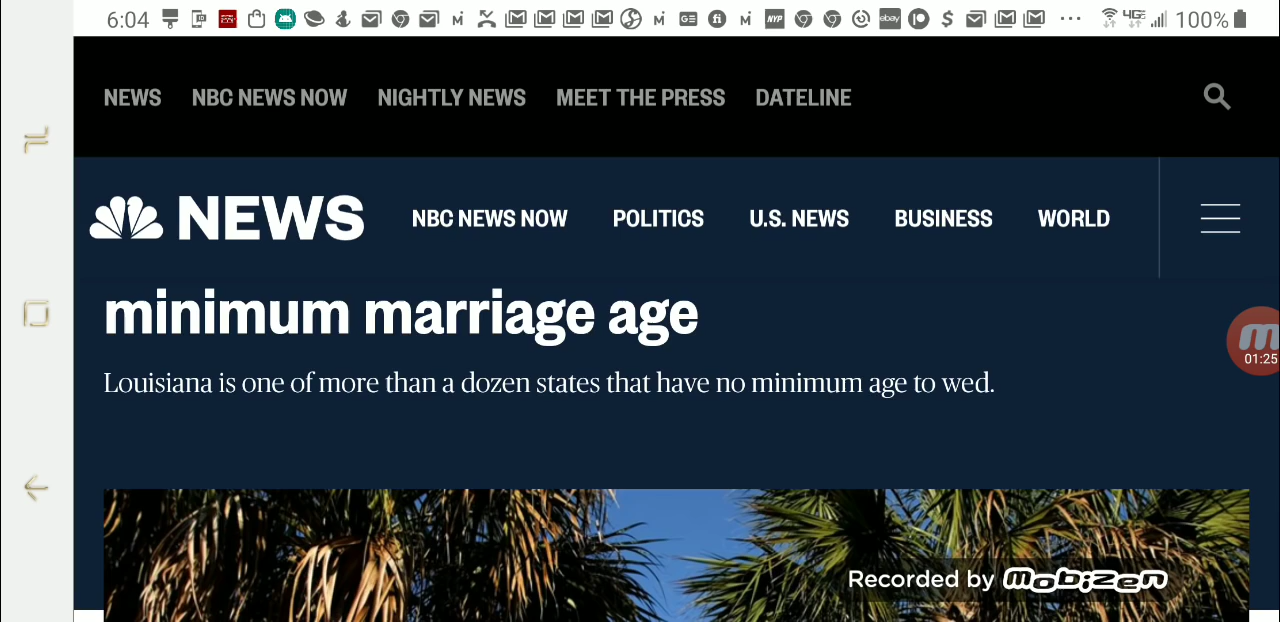 6:04 100%
NEWS NBC NEWS NOW NIGHTLY NEWS MEET THE PRESS DATELINE
NEWS NBC NEWS NOW POLITICS U.S. NEWS BUSINESS WORLD
minimum marriage age
01:25
Louisiana is one of more than a dozen states that have no minimum age to wed.
Recorded by mobizen